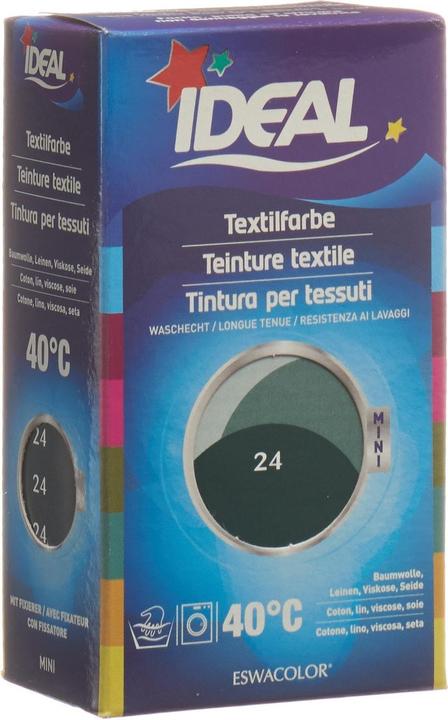 IDEAL
Textilfarbe
Teinture textile
Tintura per tessuti
Baumwolle, Leinen, Viskose, Seide
Coton, lin, viscose, soie
Cotone, lino, viscosa, seta
40°C
24
24
24
MIT FIXIERER / AVEC FIXATEUR
CON FISSATORE
MINI
IDEAL
Textilfarbe
Teinture textile
Tintura per tessuti
WASCHECHT / LONGUE TENUE / RESISTENZA AI LAVAGGI
24
MINI
40°C
Baumwolle,
Leinen, Viskose, Seide
Coton, lin, viscose, soie
Cotone, lino, viscosa, seta
ESWACOLOR®